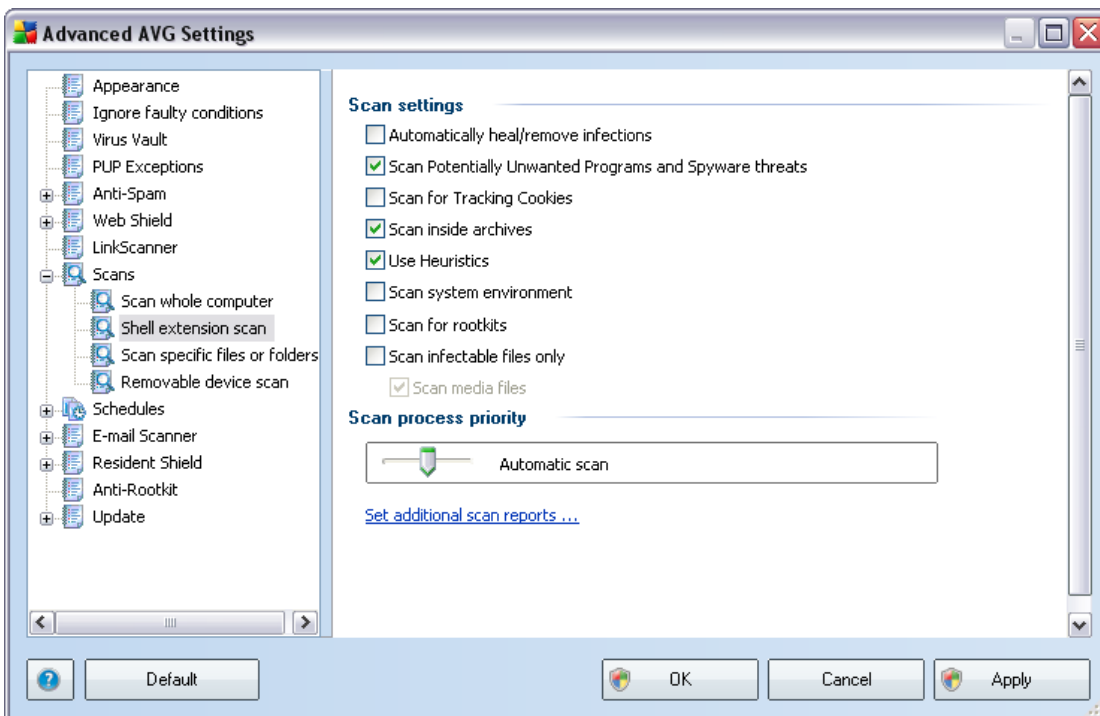 Advanced AVG Settings
Appearance
Ignore faulty conditions
Virus Vault
PUP Exceptions
Anti-Spam
Web Shield
LinkScanner
Scans
Scan whole computer
Shell extension scan
Scan specific files or folders
Removable device scan
Schedules
E-mail Scanner
Resident Shield
Anti-Rootkit
Update
Scan settings
Automatically heal/remove infections
Scan Potentially Unwanted Programs and Spyware threats
Scan for Tracking Cookies
Scan inside archives
Use Heuristics
Scan system environment
Scan for rootkits
Scan infectable files only
Scan media files
Scan process priority
Automatic scan
Set additional scan reports ...
Default
OK
Cancel
Apply